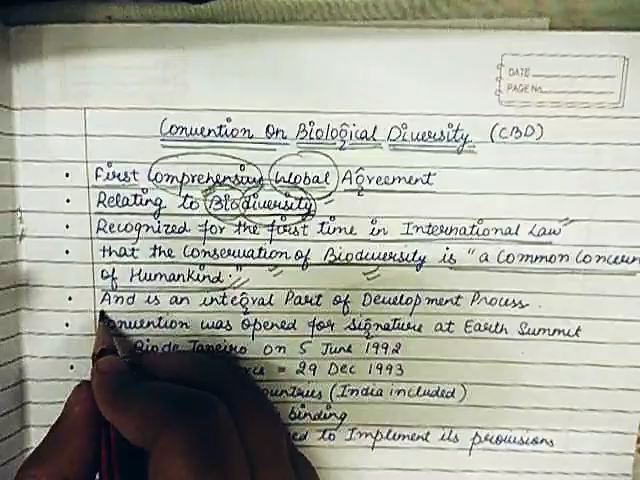 DATE
PAGE No.
Convention On Biological Diversity (CBD)
• First Comprehensive Global Agreement
• Relating to Biodiversity
• Recognized for the first time in International Law
that the Conservation of Biodiversity is "a Common Concern
of Humankind."
• And is an integral Part of Development Process.
• Convention was opened for signature at Earth Summit
Rio de Janeiro on 5 June 1992
= 29 Dec 1993
countries (India included)
binding
to Implement its provisions